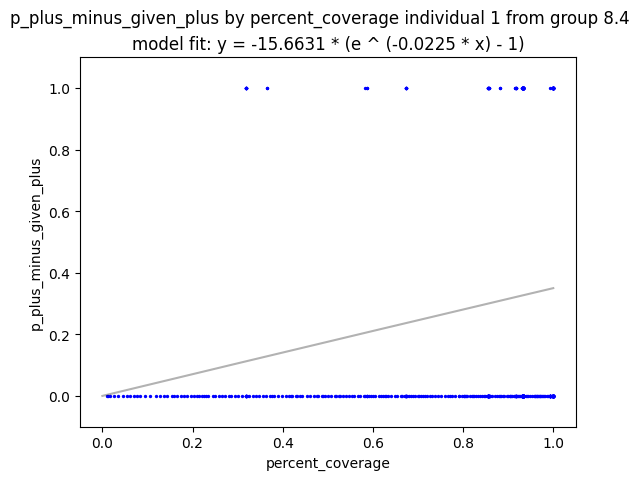 p_plus_minus_given_plus by percent_coverage individual 1 from group 8.4
model fit: y = -15.6631 * (e ^ (-0.0225 * x) - 1)
1.0
0.8
0.6
0.4
0.2
0.0
p_plus_minus_given_plus
0.0 0.2 0.4 0.6 0.8 1.0
percent_coverage